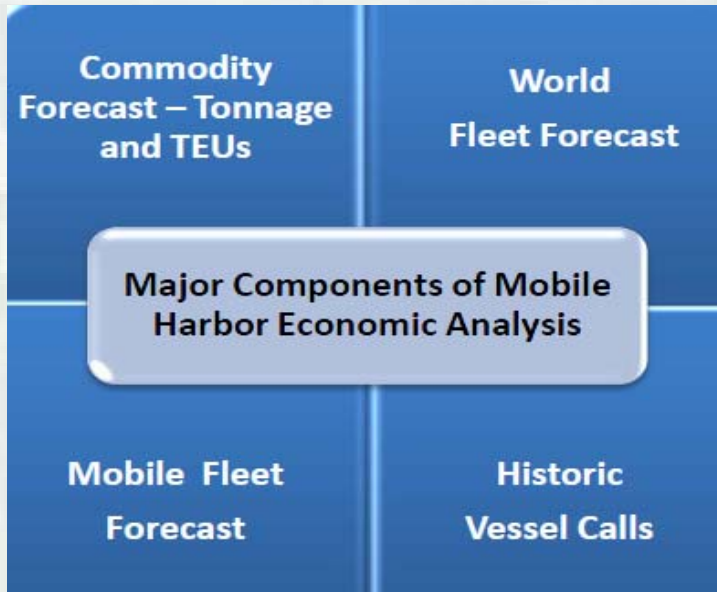 Commodity
Forecast – Tonnage
and TEUs
World
Fleet Forecast
Major Components of Mobile
Harbor Economic Analysis
Mobile Fleet
Forecast
Historic
Vessel Calls